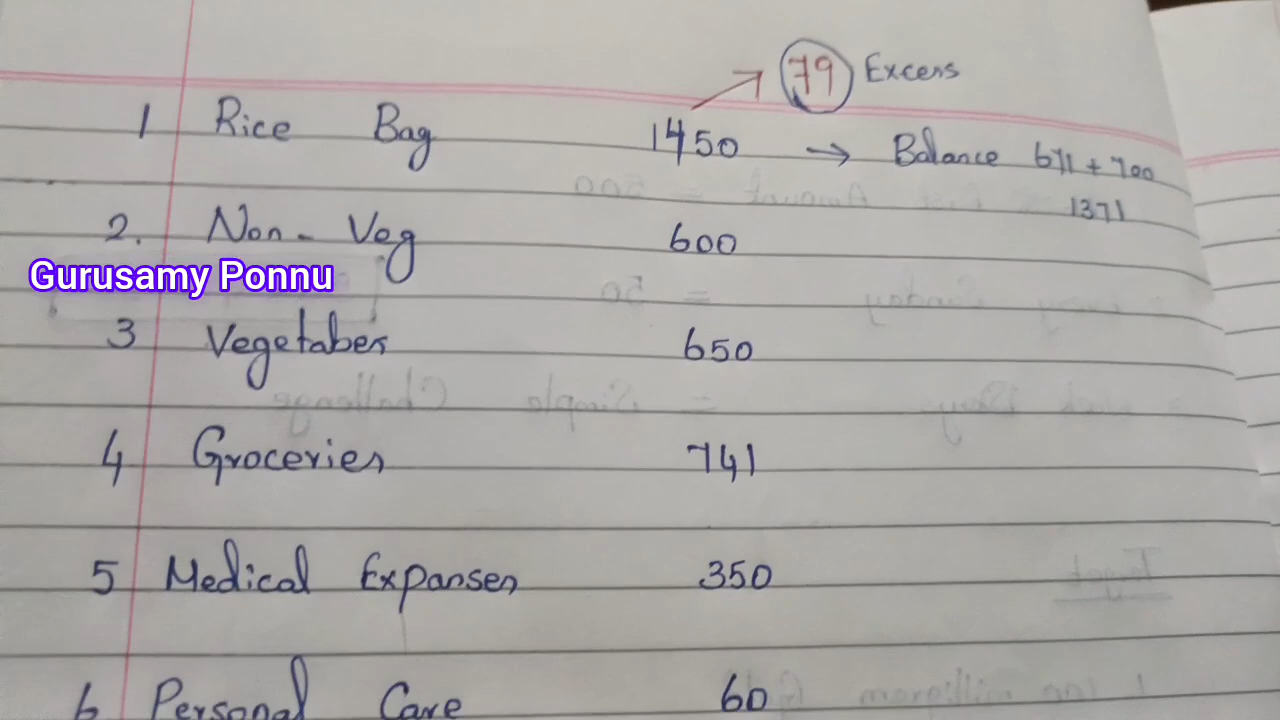 79 Excess
1 Rice Bag 1450 → Balance 671 + 700
1371
2. Non-Veg 600
Gurusamy Ponnu
3 Vegetabes 650
4 Groceries 741
5 Medical Expanses 350
6 Personal Care 60